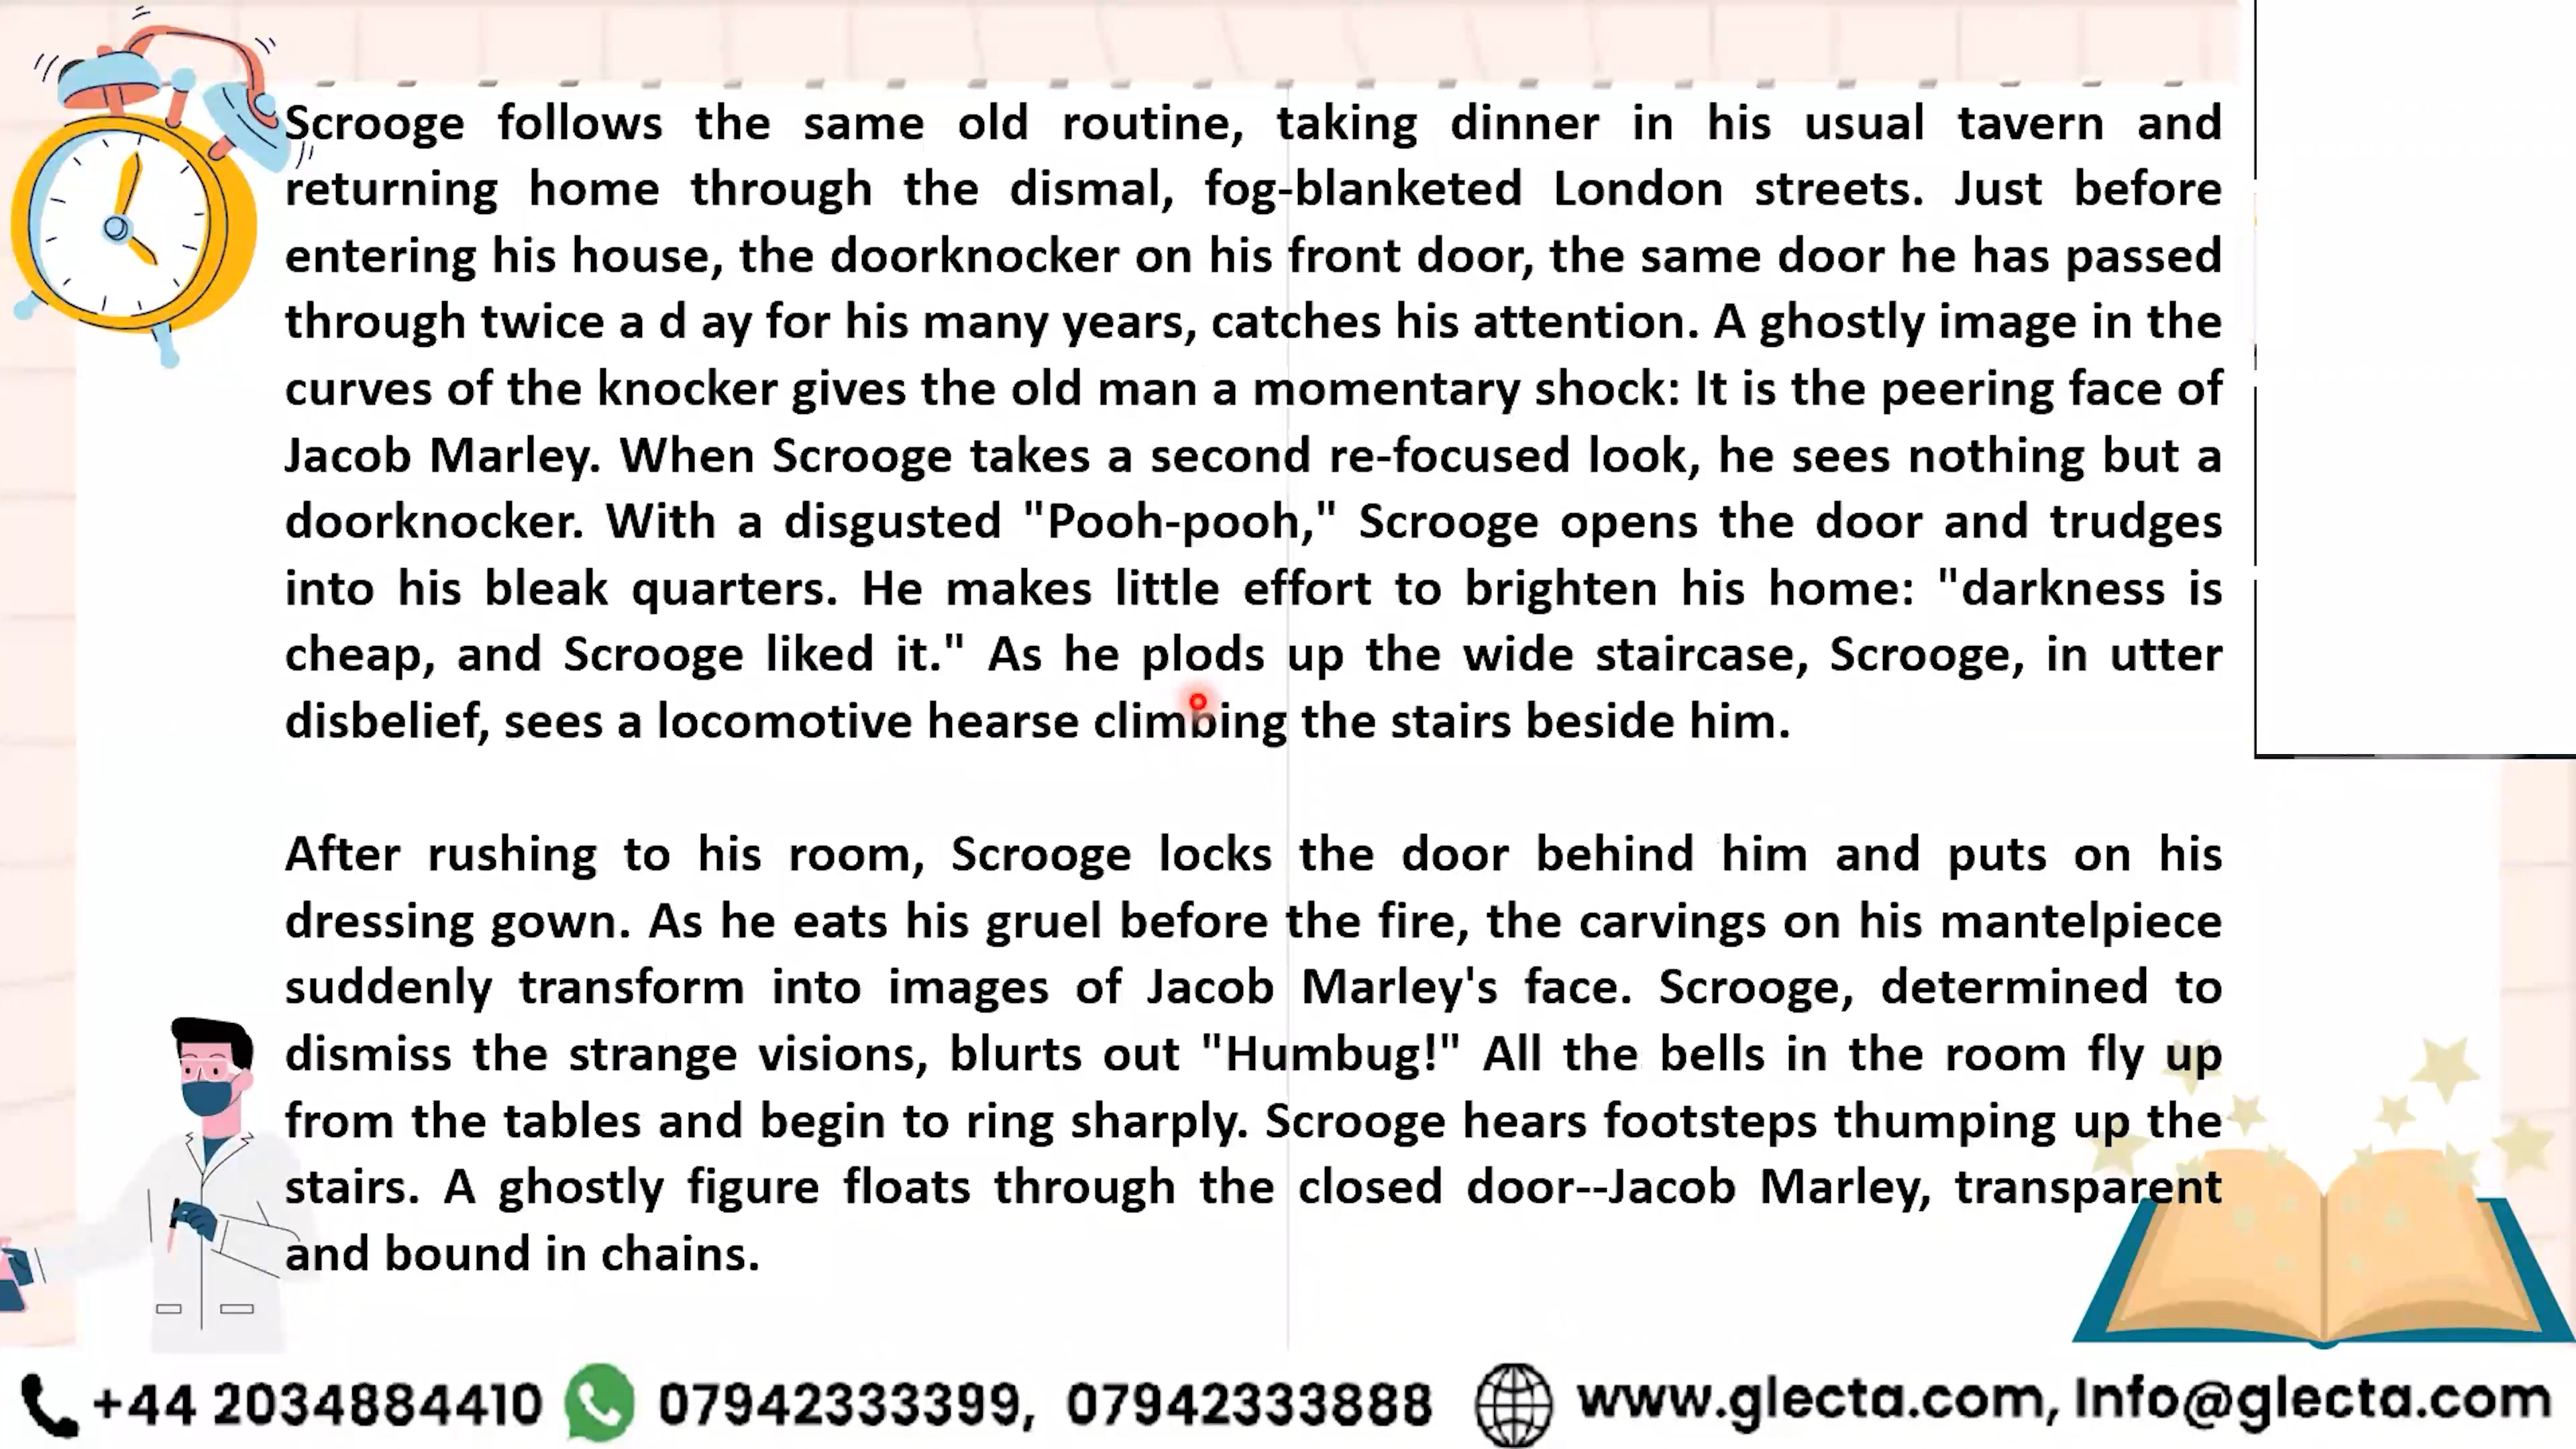 Scrooge follows the same old routine, taking dinner in his usual tavern and
returning home through the dismal, fog-blanketed London streets. Just before
entering his house, the doorknocker on his front door, the same door he has passed
through twice a d ay for his many years, catches his attention. A ghostly image in the
curves of the knocker gives the old man a momentary shock: It is the peering face of
Jacob Marley. When Scrooge takes a second re-focused look, he sees nothing but a
doorknocker. With a disgusted "Pooh-pooh," Scrooge opens the door and trudges
into his bleak quarters. He makes little effort to brighten his home: "darkness is
cheap, and Scrooge liked it." As he plods up the wide staircase, Scrooge, in utter
disbelief, sees a locomotive hearse climbing the stairs beside him.
After rushing to his room, Scrooge locks the door behind him and puts on his
dressing gown. As he eats his gruel before the fire, the carvings on his mantelpiece
suddenly transform into images of Jacob Marley's face. Scrooge, determined to
dismiss the strange visions, blurts out "Humbug!" All the bells in the room fly up
from the tables and begin to ring sharply. Scrooge hears footsteps thumping up the
stairs. A ghostly figure floats through the closed door--Jacob Marley, transparent
and bound in chains.
+44 2034884410 07942333399, 07942333888 www.glecta.com, Info@glecta.com